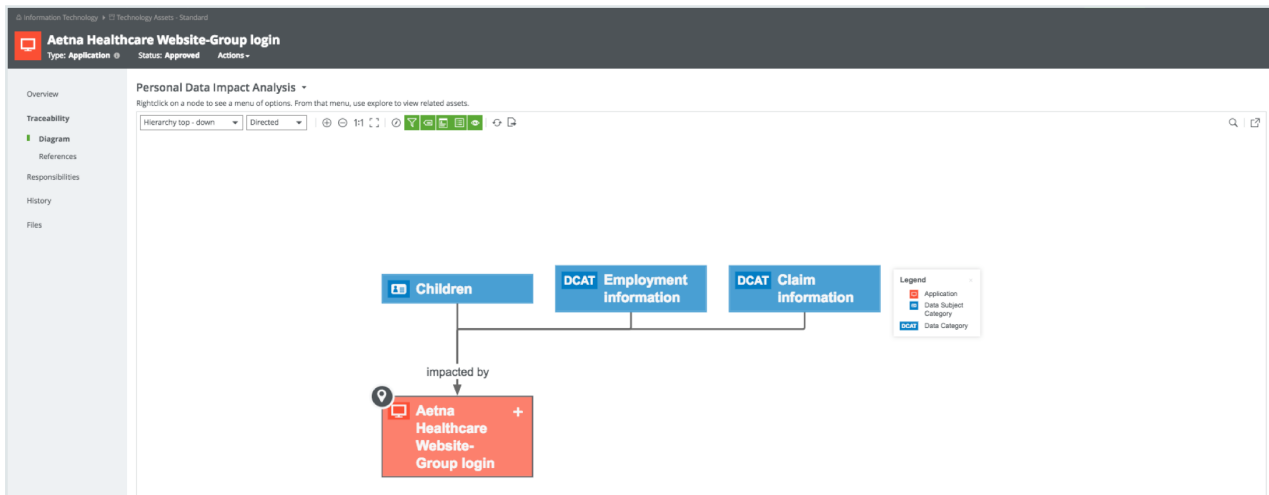 Information Technology Technology Assets - Standard
Aetna Healthcare Website-Group login
Type: Application Status: Approved Actions
Overview
Traceability
Diagram
References
Responsibilities
History
Files
Personal Data Impact Analysis
Rightclick on a node to see a menu of options. From that menu, use explore to view related assets.
Hierarchy top - down Directed 1:1
Children
DCAT Employment
information
DCAT Claim
information
Legend
Application
Data Subject
Category
DCAT Data Category
impacted by
Aetna
Healthcare
Website-
Group login